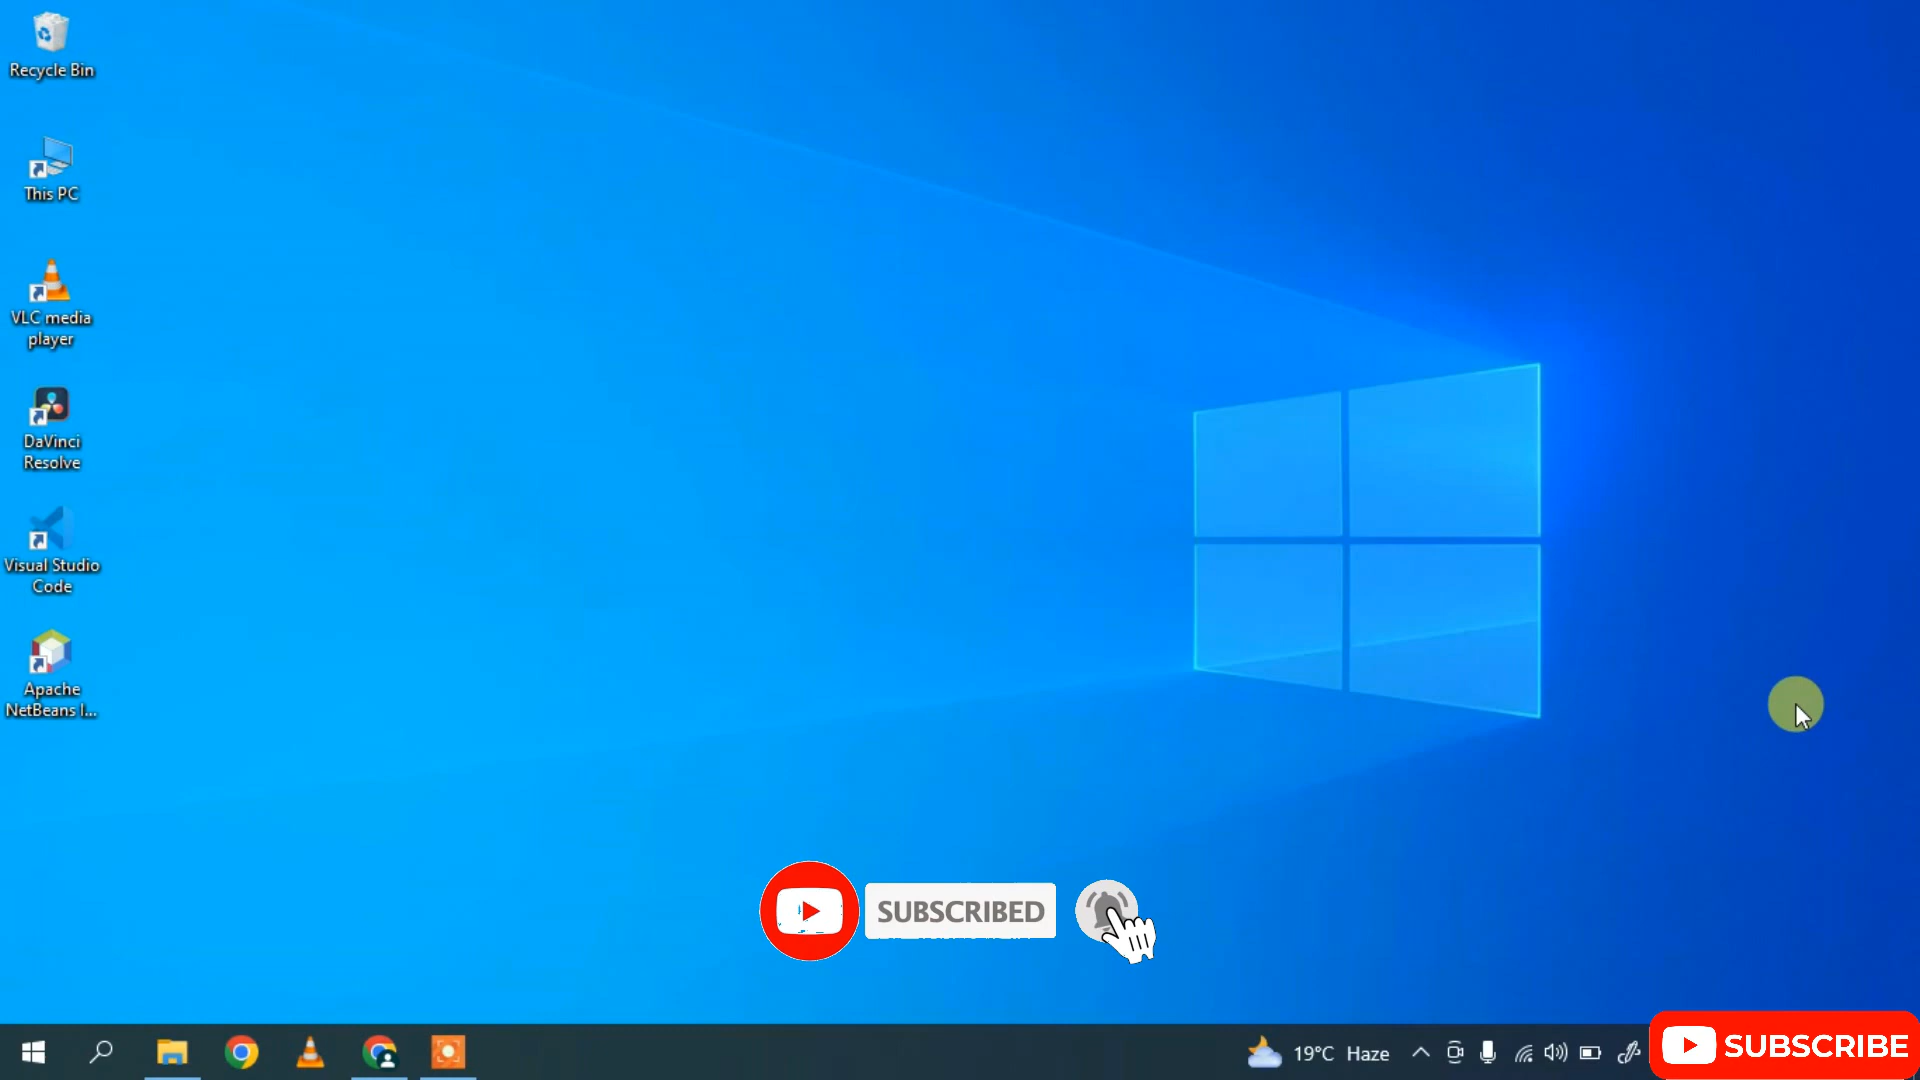 Recycle Bin
This PC
VLC media
player
DaVinci
Resolve
Visual Studio
Code
Apache
NetBeans I...
SUBSCRIBED
19°C Haze
SUBSCRIBE